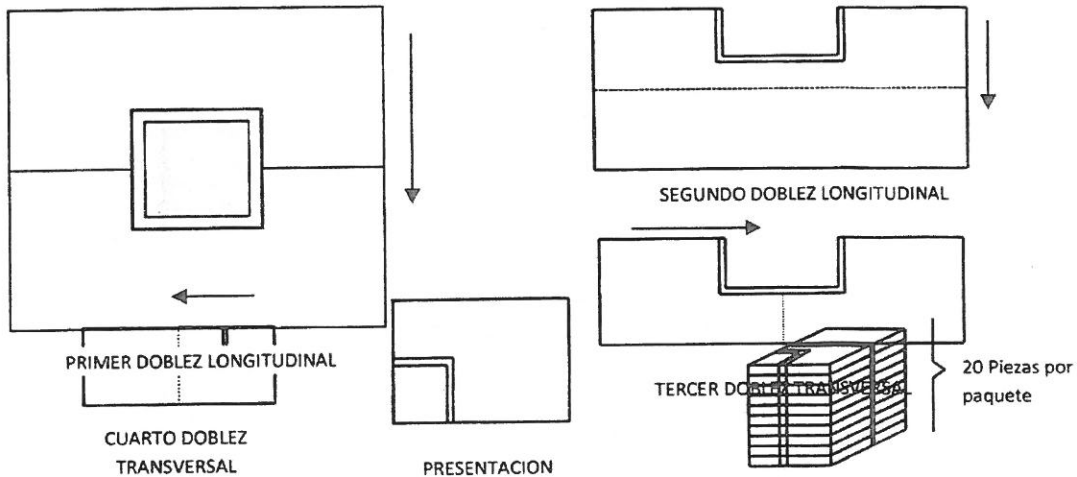 PRIMER DOBLEZ LONGITUDINAL
SEGUNDO DOBLEZ LONGITUDINAL
TERCER DOBLEZ TRANSVERSAL
20 Piezas por
paquete
CUARTO DOBLEZ
TRANSVERSAL
PRESENTACION